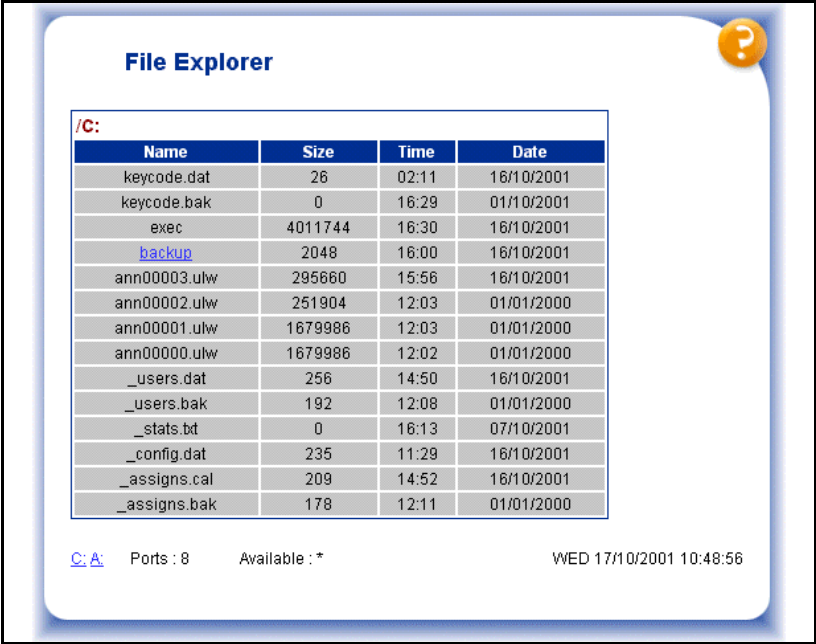 ?
File Explorer
/C:
Name Size Time Date
keycode.dat 26 02:11 16/10/2001
keycode.bak 0 16:29 01/10/2001
exec 4011744 16:30 16/10/2001
backup 2048 16:00 16/10/2001
ann00003.ulw 295660 15:56 16/10/2001
ann00002.ulw 251904 12:03 01/01/2000
ann00001.ulw 1679986 12:03 01/01/2000
ann00000.ulw 1679986 12:02 01/01/2000
_users.dat 256 14:50 16/10/2001
_users.bak 192 12:08 01/01/2000
_stats.txt 0 16:13 07/10/2001
_config.dat 235 11:29 16/10/2001
_assigns.cal 209 14:52 16/10/2001
_assigns.bak 178 12:11 01/01/2000
C: A: Ports : 8 Available : * WED 17/10/2001 10:48:56